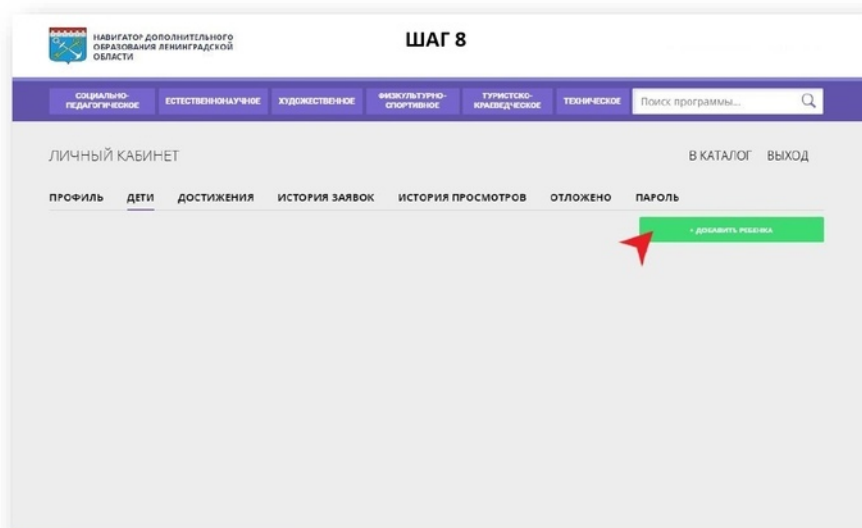 НАВИГАТОР ДОПОЛНИТЕЛЬНОГО
ОБРАЗОВАНИЯ ЛЕНИНГРАДСКОЙ
ОБЛАСТИ
ШАГ 8
СОЦИАЛЬНО-
ПЕДАГОГИЧЕСКОЕ
ЕСТЕСТВЕННОНАУЧНОЕ
ХУДОЖЕСТВЕННОЕ
ФИЗКУЛЬТУРНО-
СПОРТИВНОЕ
ТУРИСТСКО-
КРАЕВЕДЧЕСКОЕ
ТЕХНИЧЕСКОЕ
Поиск программы...
ЛИЧНЫЙ КАБИНЕТ
В КАТАЛОГ ВЫХОД
ПРОФИЛЬ ДЕТИ ДОСТИЖЕНИЯ ИСТОРИЯ ЗАЯВОК ИСТОРИЯ ПРОСМОТРОВ ОТЛОЖЕНО ПАРОЛЬ
+ ДОБАВИТЬ РЕБЕНКА